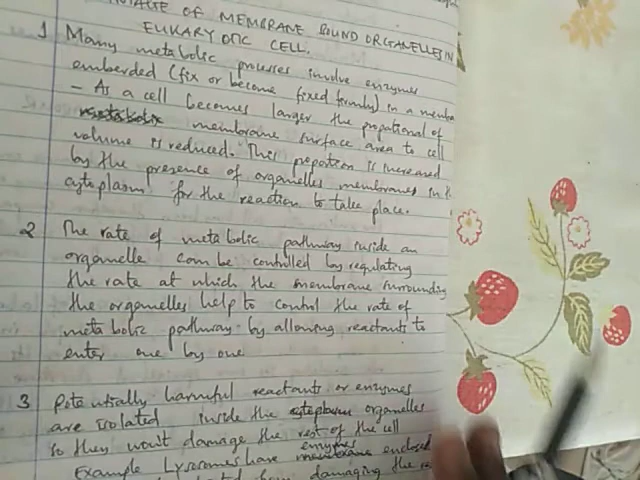 OF MEMBRANE BOUND ORGANELLES IN
EUKARYOTIC CELL.
1 Many metabolic processes involve enzymes
emberded (fix or become fixed firmly) in a
- As a cell becomes larger the propotional of
membrane surface area to cell
volume is reduced. This propotion is increased
by the presence of organelles membranes in
cytoplasm for the reaction to take place.
2 The rate of metabolic pathway inside an
organelle can be controlled by regulating
the rate at which the membrane surrounding
the organelles help to control the rate of
metabolic pathway by allowing reactants to
enter one by one
3 Potentially harmful reactants or enzymes
are isolated inside the organelles
so they won't damage the rest of the cell
enzymes
Example Lysosomes have enclosed
from damaging the